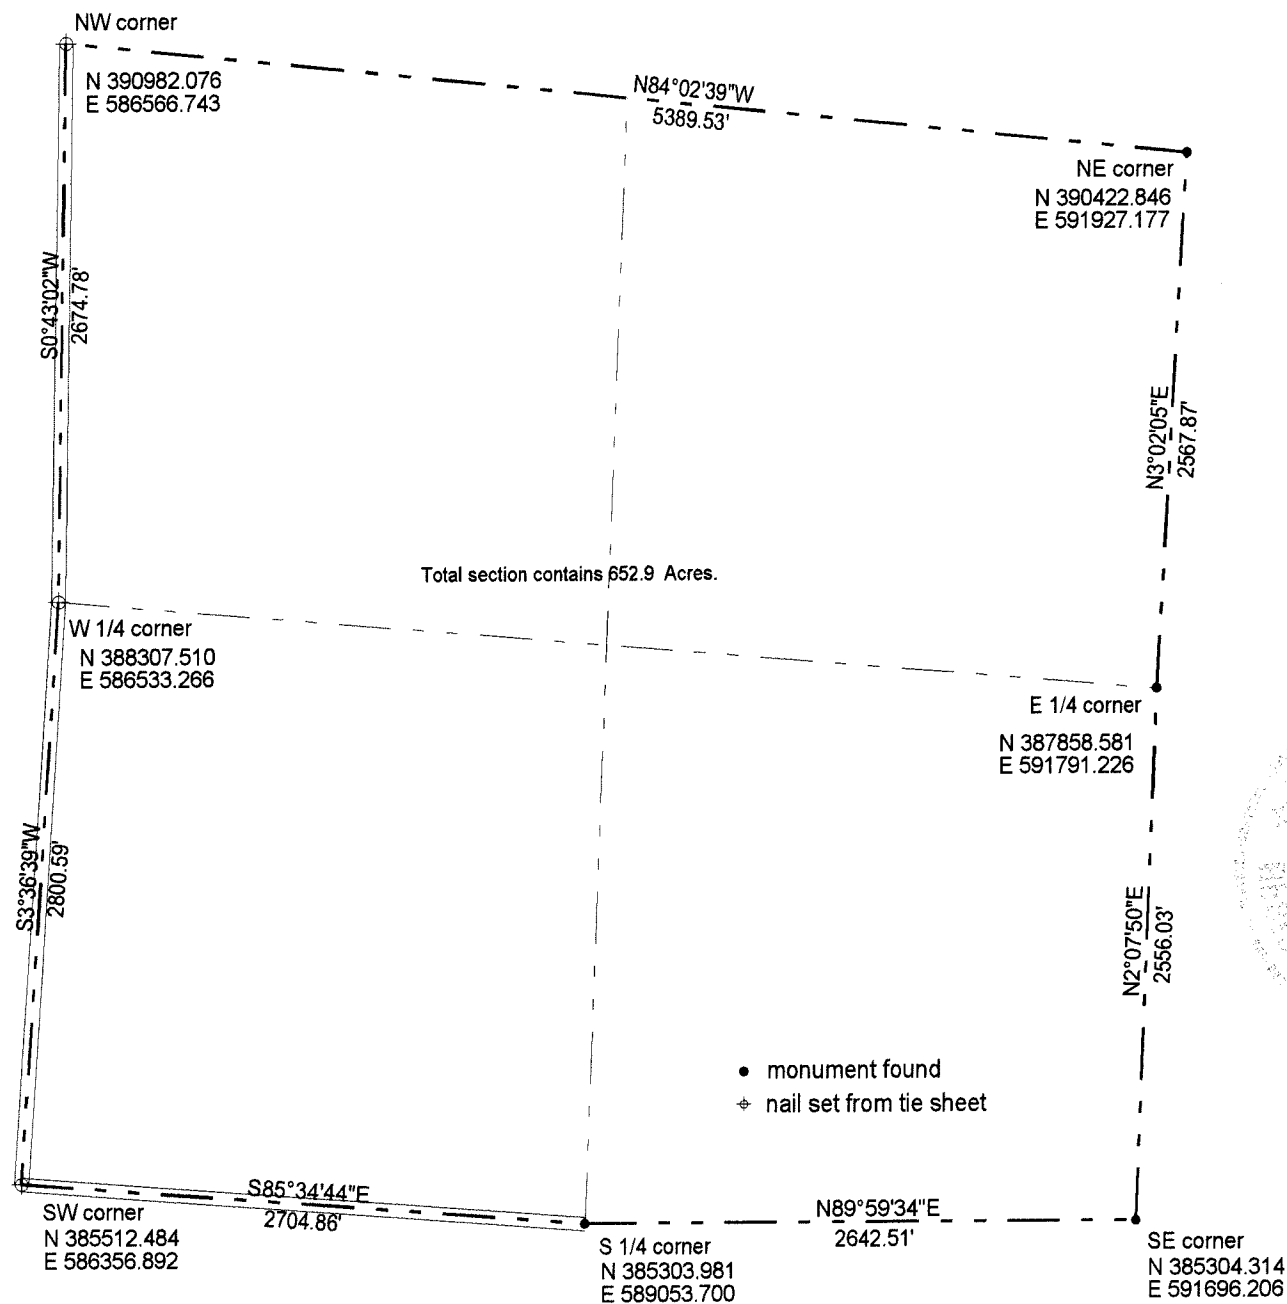 NW corner
N 390982.076
E 586566.743
N84°02'39"W
5389.53'
NE corner
N 390422.846
E 591927.177
S0°43'02"W
2674.78'
N3°02'05"E
2567.87'
Total section contains 652.9 Acres.
W 1/4 corner
N 388307.510
E 586533.266
E 1/4 corner
N 387858.581
E 591791.226
S3°36'39"W
2800.59'
N2°07'50"E
2556.03'
monument found
nail set from tie sheet
S85°34'44"E
2704.86'
N89°59'34"E
2642.51'
SW corner
N 385512.484
E 586356.892
S 1/4 corner
N 385303.981
E 589053.700
SE corner
N 385304.314
E 591696.206